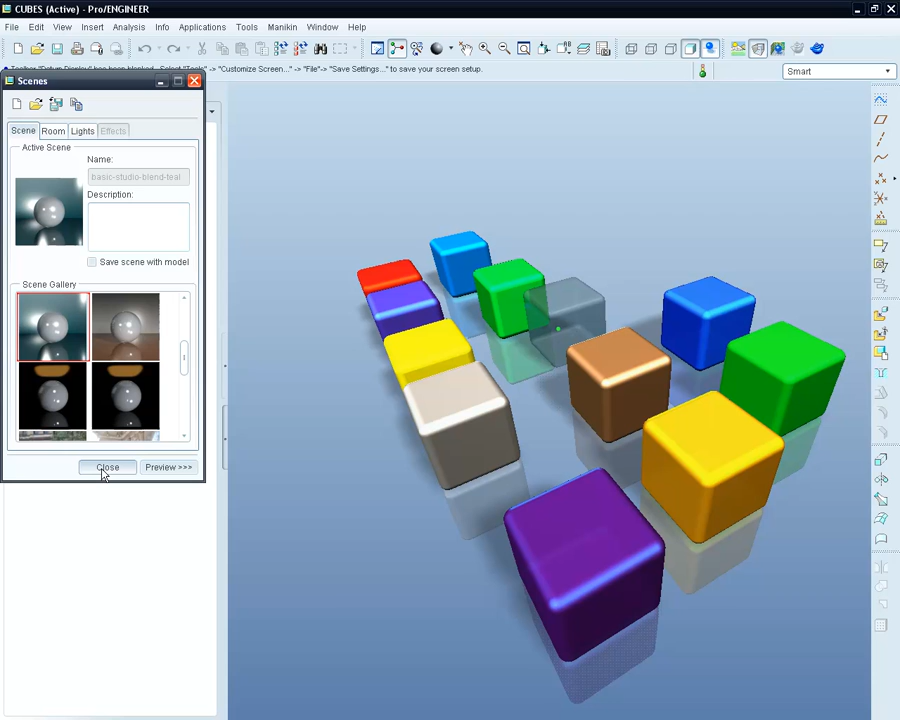 CUBES (Active) - Pro/ENGINEER
File Edit View Insert Analysis Info Applications Tools Manikin Window Help
"Customize Screen..." -> "File"-> "Save Settings..." to save your screen setup.
Smart
Scenes
Scene Room Lights Effects
Active Scene
Name:
basic-studio-blend-teal
Description:
Save scene with model
Scene Gallery
Close Preview >>>